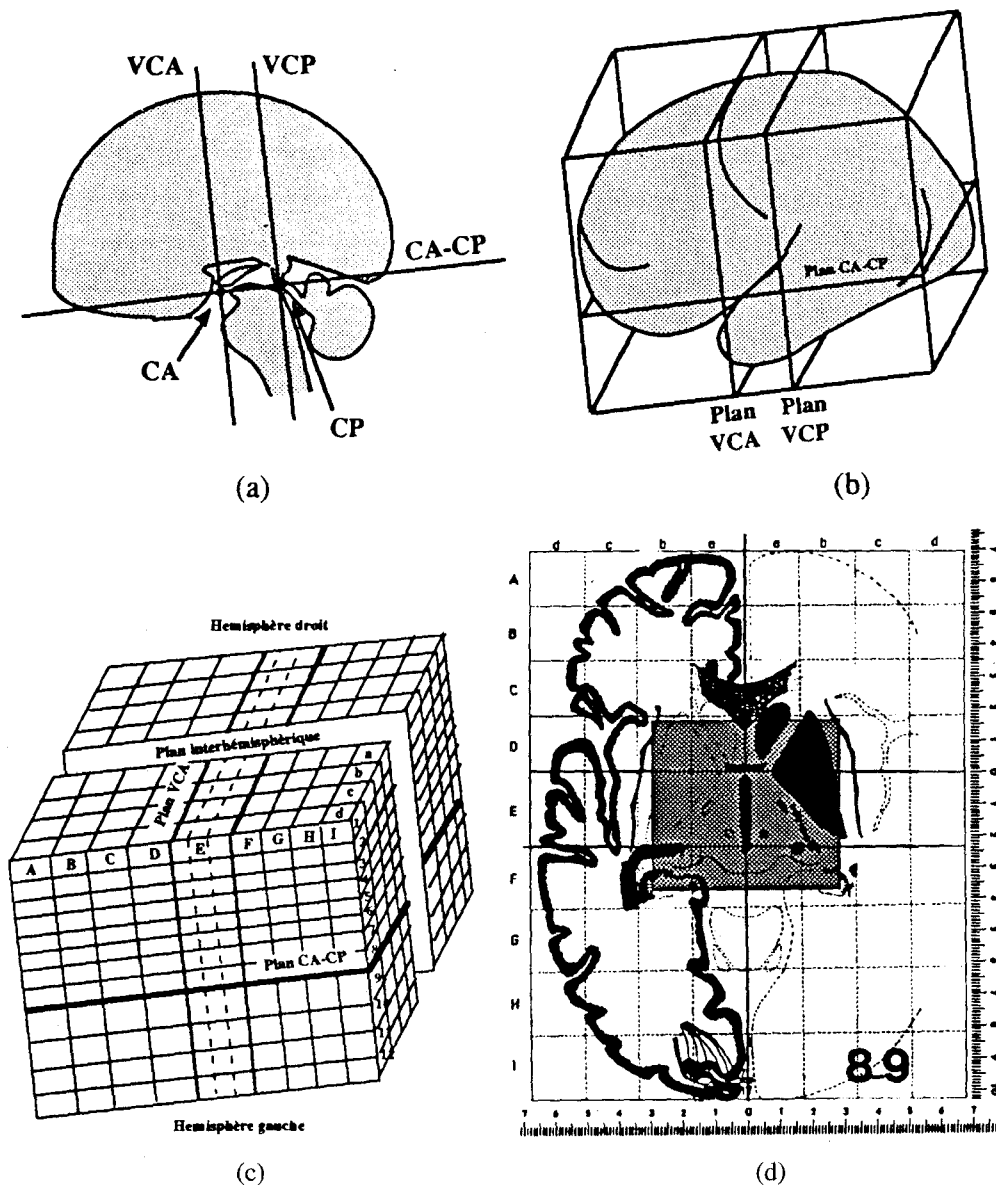 VCA VCP
CA-CP
CA
CP
(a)
Plan CA-CP
Plan
VCA
Plan
VCP
(b)
Hemisphère droit
Plan interhémisphérique
Plan VCA
a
b
c
d
A B C D E F G H I
Plan CA-CP
Hemisphère gauche
(c)
d c b a a b c d
A
B
C
D
E
F
G
H
I
8_9
7 6 5 4 3 2 1 0 1 2 3 4 5 6 7
(d)